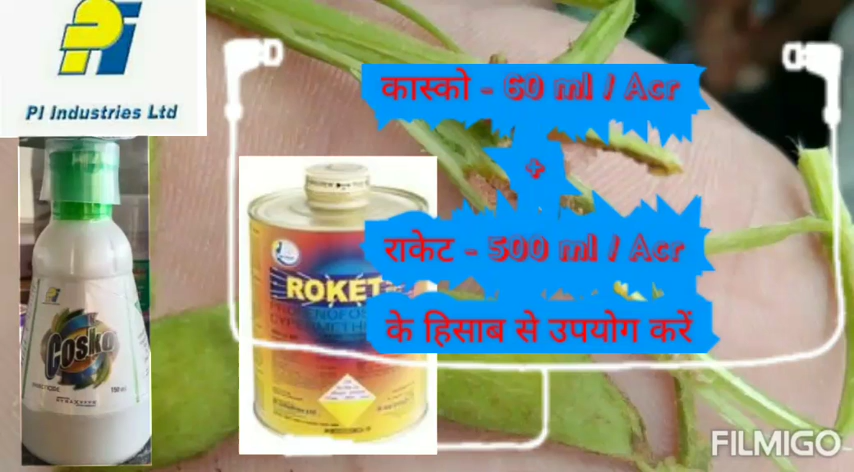 PI Industries Ltd
कास्को - 60 ml / Acr
+
राकेट - 500 ml / Acr
के हिसाब से उपयोग करें
Cosko
ROKET
FILMIGO